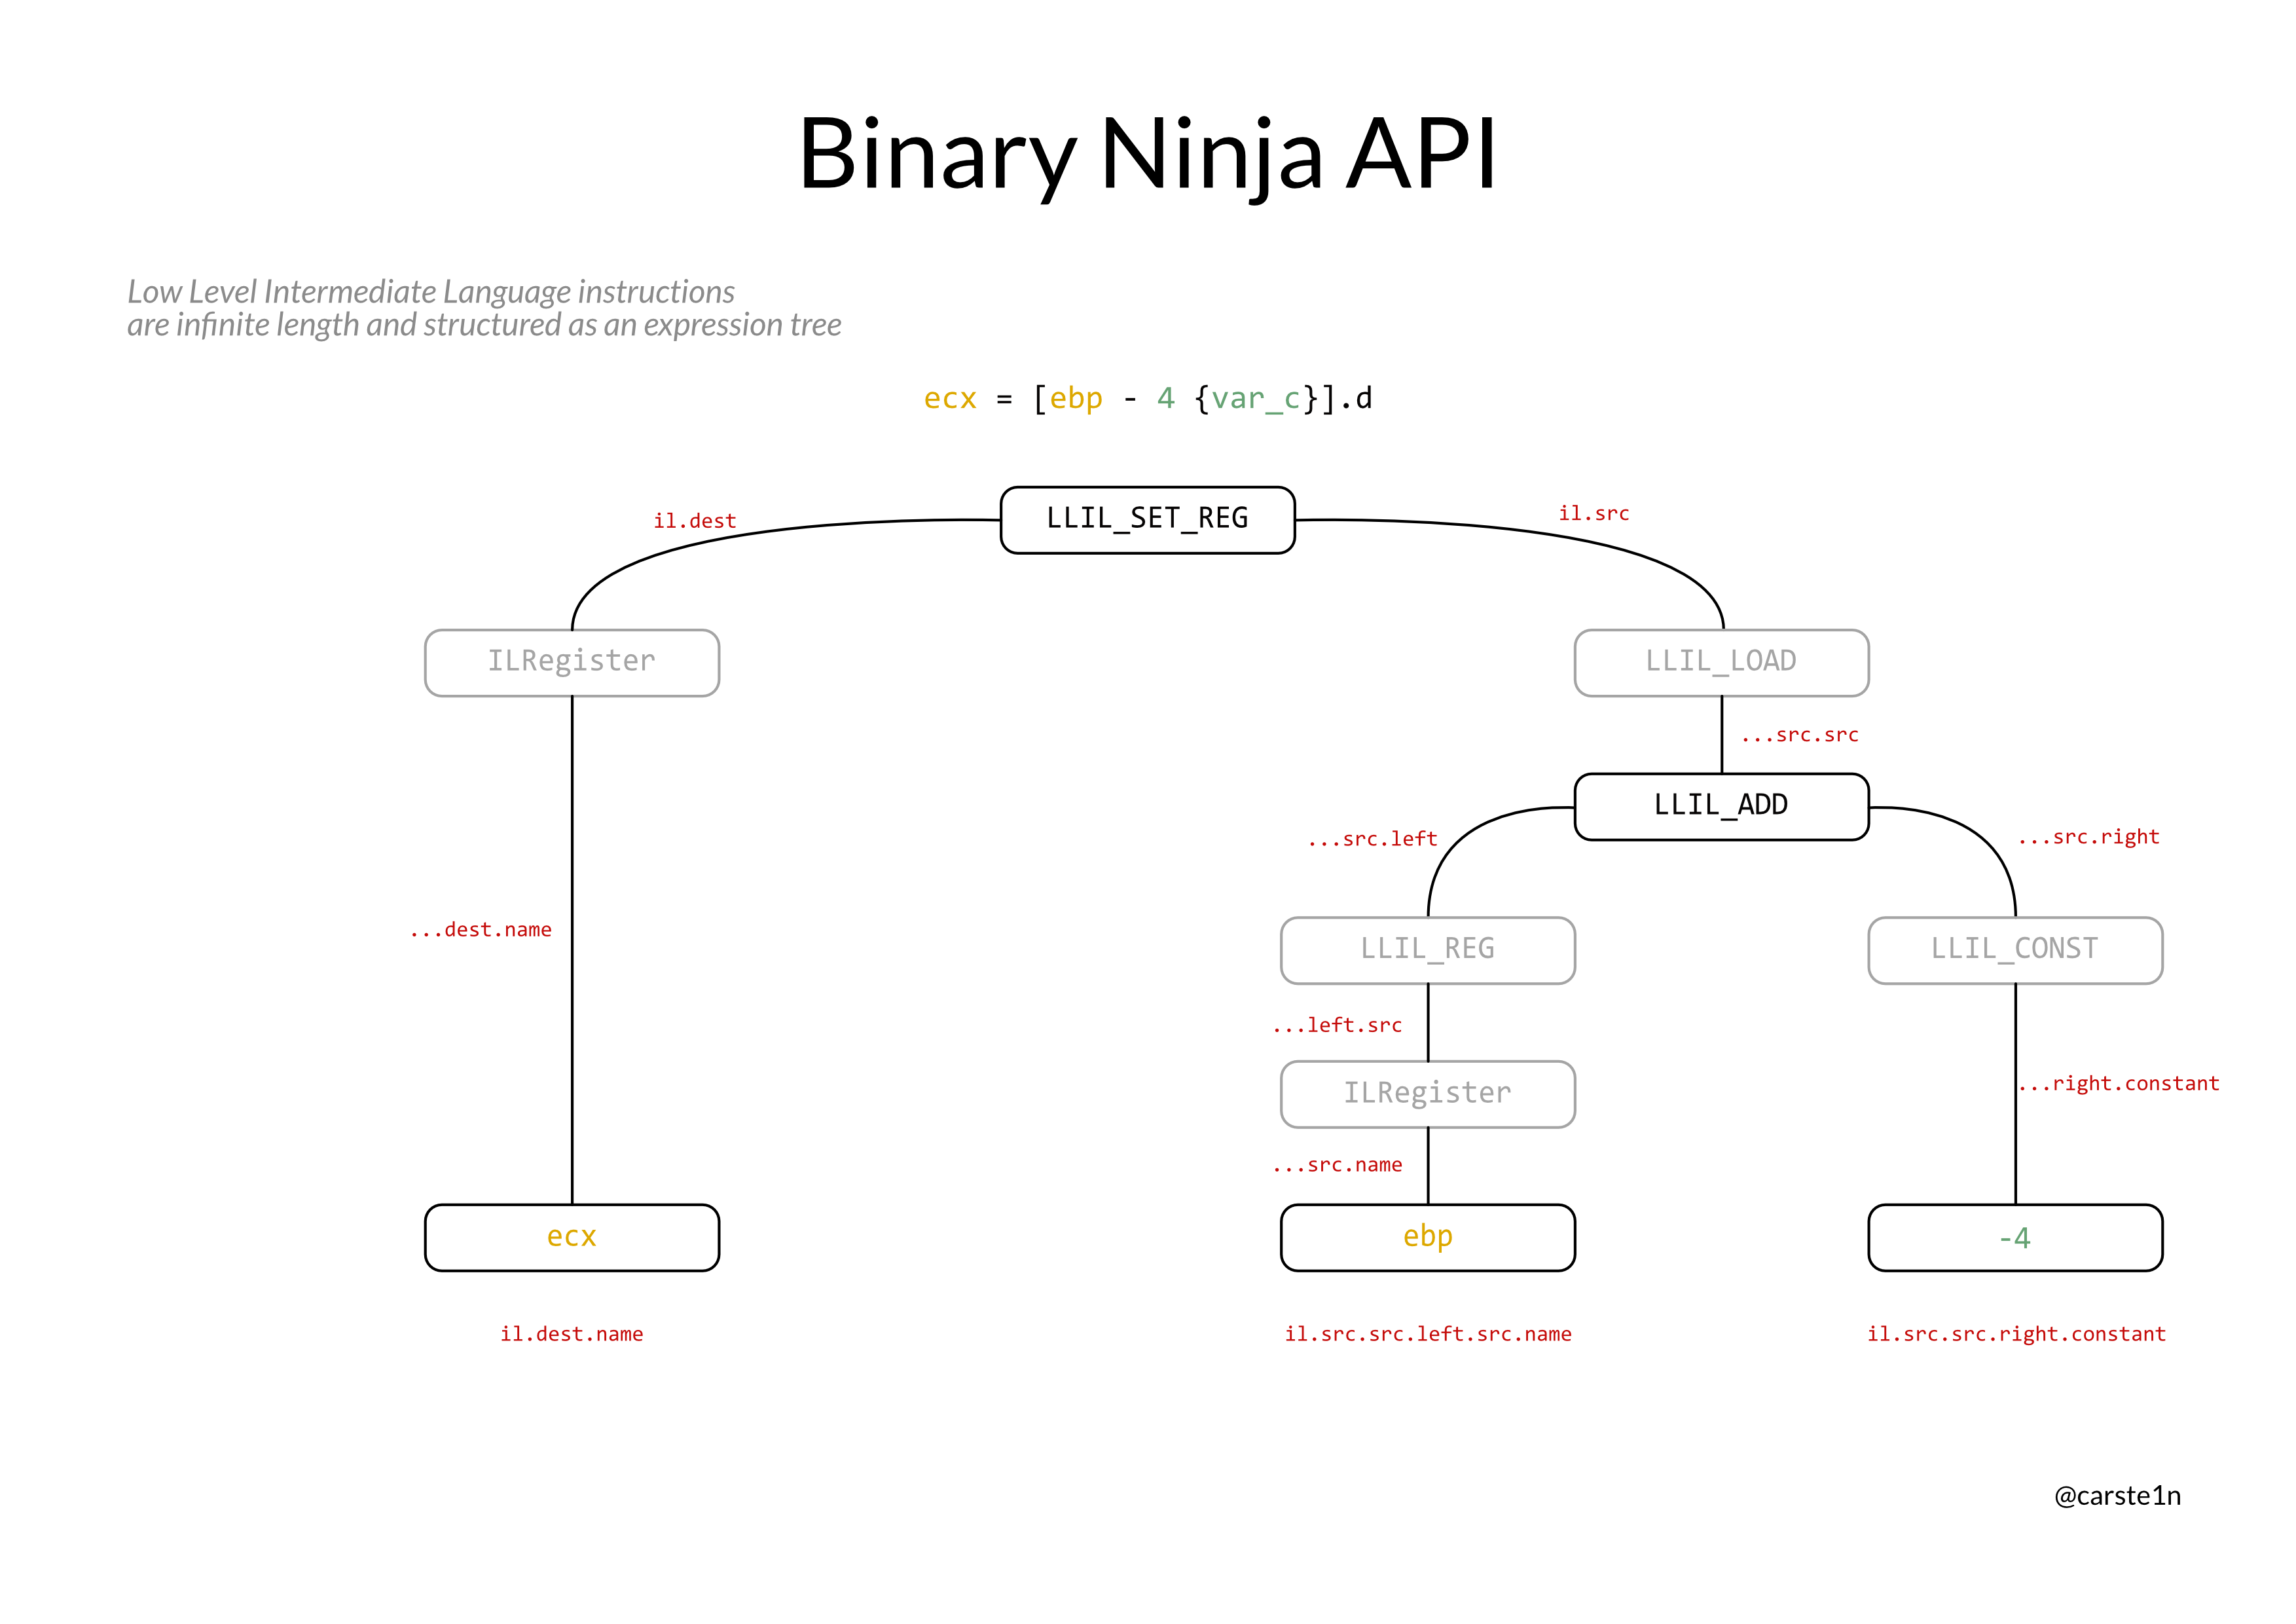 Binary Ninja API
Low Level Intermediate Language instructions
are infinite length and structured as an expression tree
ecx = [ebp - 4 {var_c}].d
il.dest
LLIL_SET_REG
il.src
ILRegister
LLIL_LOAD
...src.src
LLIL_ADD
...src.left
...src.right
...dest.name
LLIL_REG
LLIL_CONST
...left.src
ILRegister
...right.constant
...src.name
ecx
ebp
-4
il.dest.name
il.src.src.left.src.name
il.src.src.right.constant
@carste1n